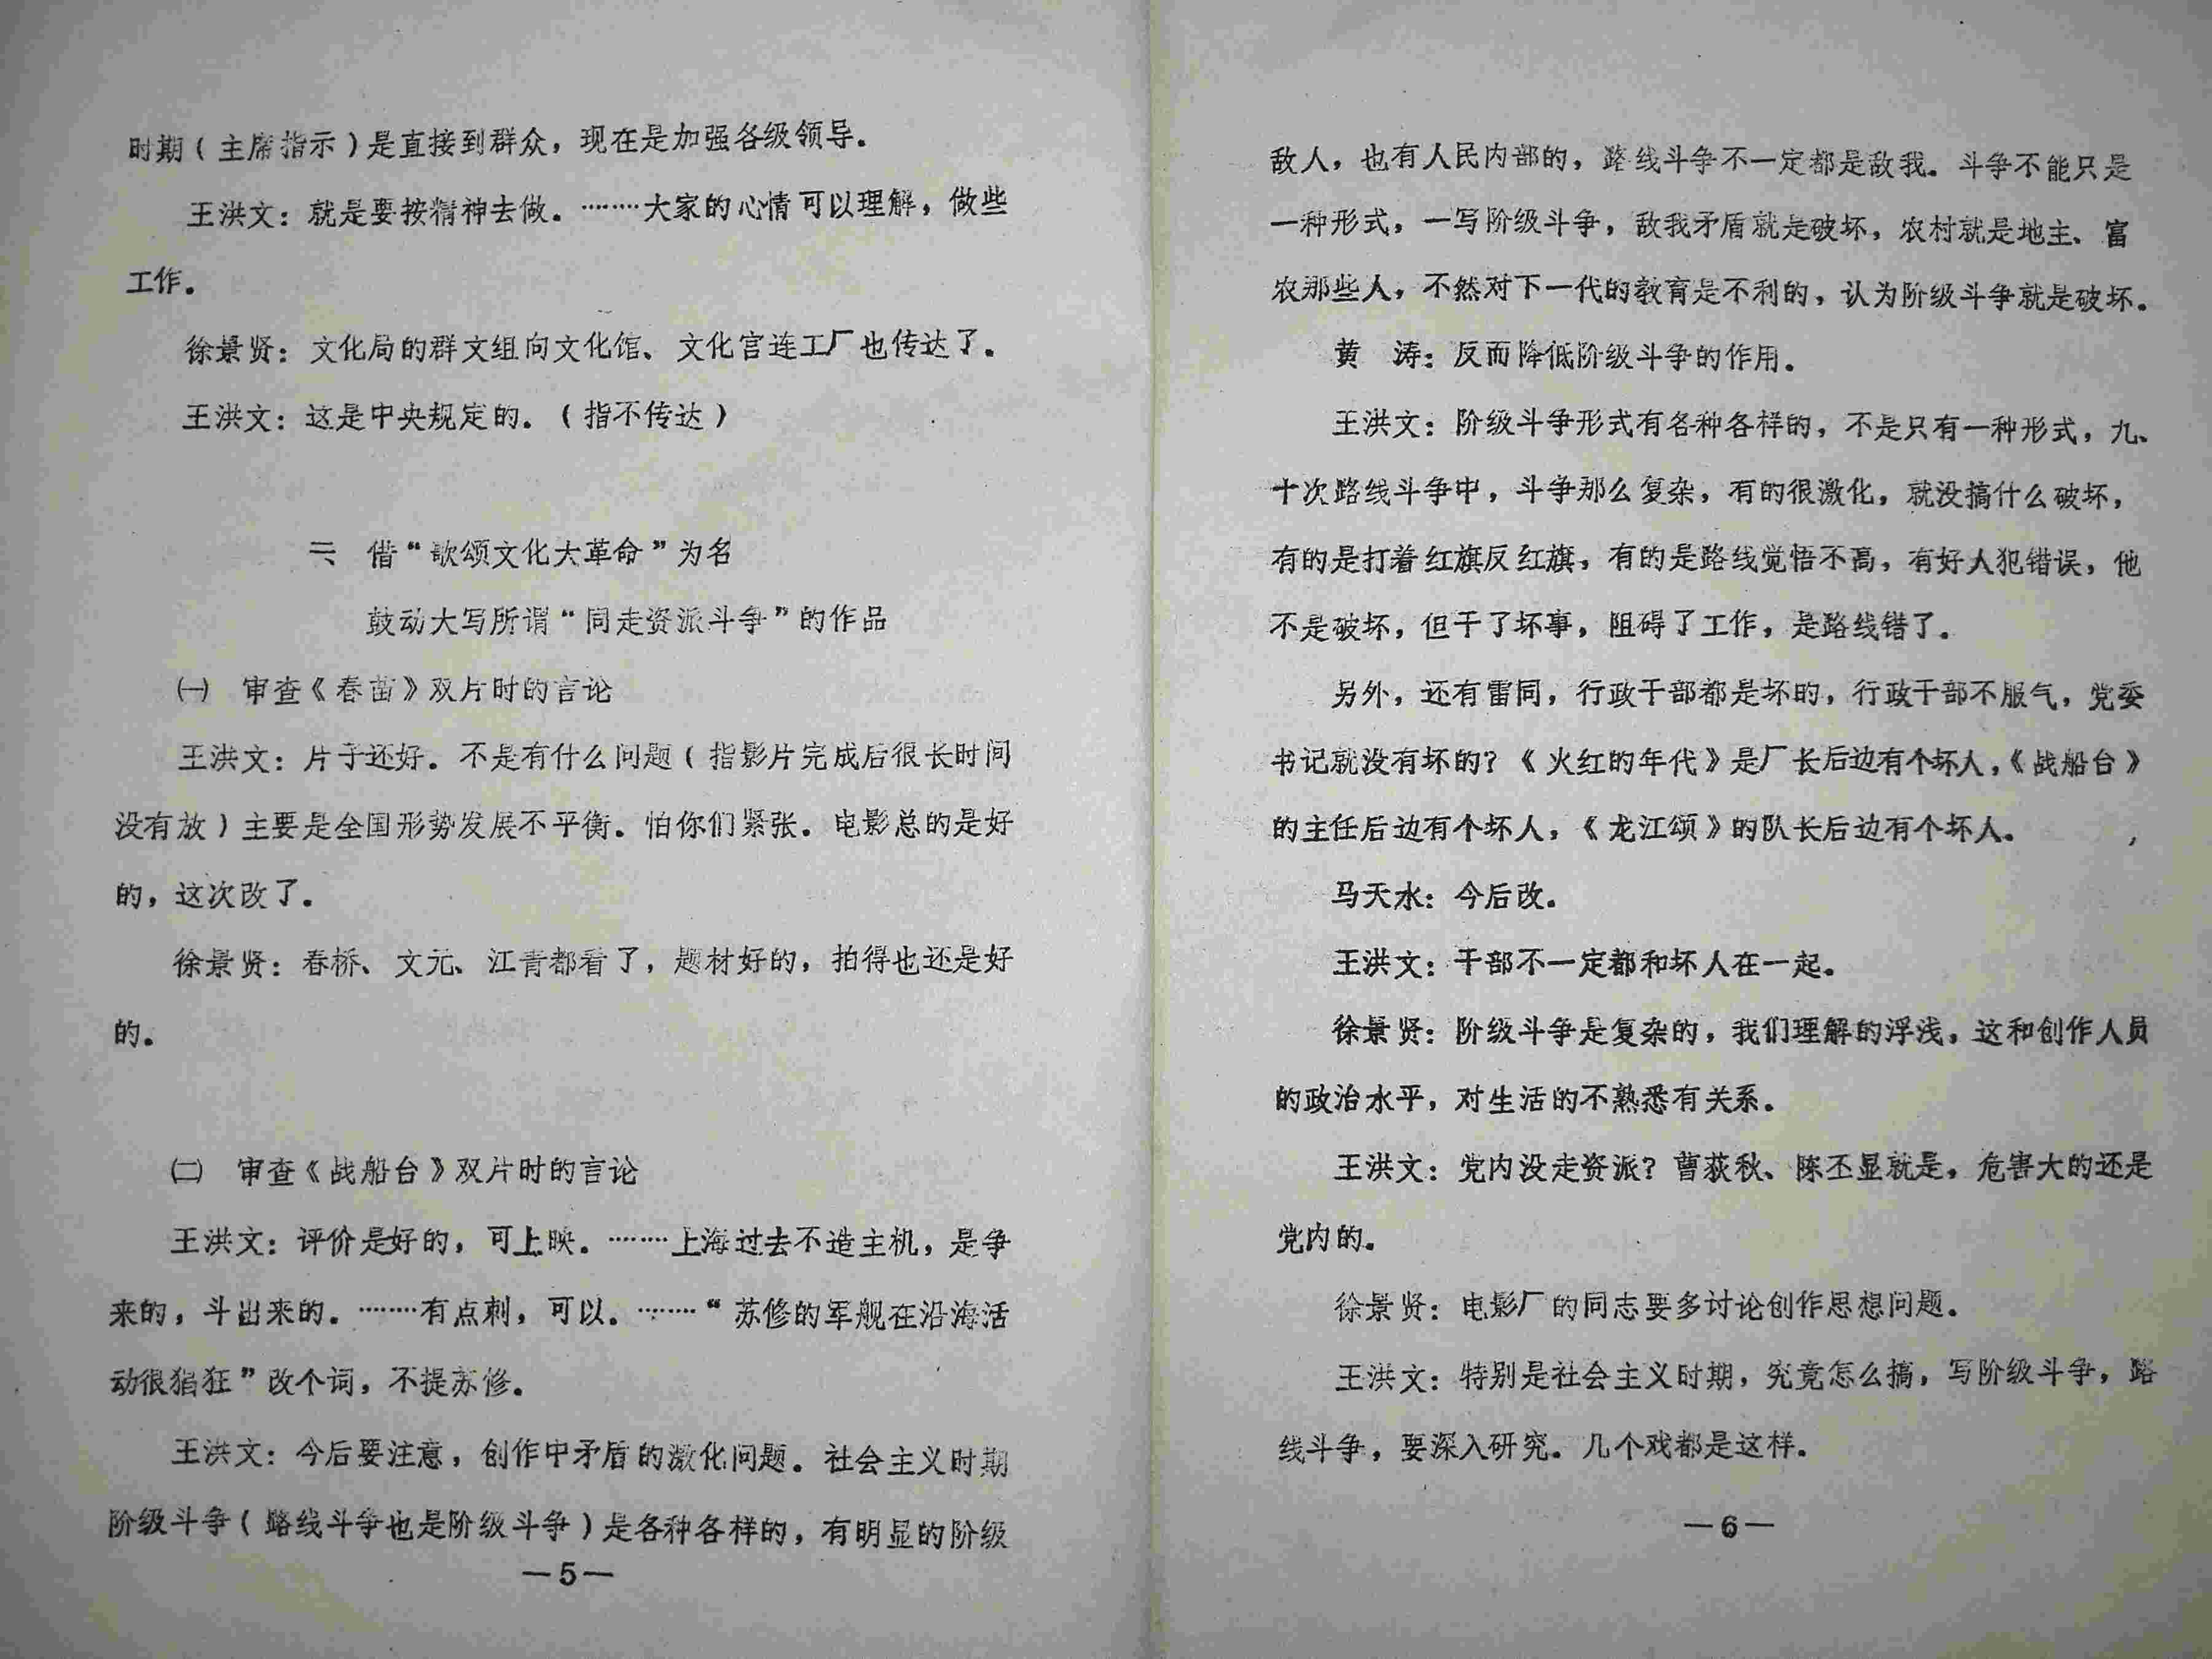 时期（主席指示）是直接到群众，现在是加强各级领导。
王洪文：就是要按精神去做。………大家的心情可以理解，做些
工作。
徐景贤：文化局的群文组向文化馆、文化宫连工厂也传达了。
王洪文：这是中央规定的。（指不传达）
二、借“歌颂文化大革命”为名
鼓动大写所谓“同走资派斗争”的作品
㈠ 审查《春苗》双片时的言论
王洪文：片子还好。不是有什么问题（指影片完成后很长时间
没有放）主要是全国形势发展不平衡。怕你们紧张。电影总的是好
的，这次改了。
徐景贤：春桥、文元、江青都看了，题材好的，拍得也还是好
的。
㈡ 审查《战船台》双片时的言论
王洪文：评价是好的，可上映。………上海过去不造主机，是争
来的，斗出来的。………有点刺，可以。………“苏修的军舰在沿海活
动很猖狂”改个词，不提苏修。
王洪文：今后要注意，创作中矛盾的激化问题。社会主义时期
阶级斗争（路线斗争也是阶级斗争）是各种各样的，有明显的阶级
—5—
敌人，也有人民内部的，路线斗争不一定都是敌我。斗争不能只是
一种形式，一写阶级斗争，敌我矛盾就是破坏，农村就是地主、富
农那些人，不然对下一代的教育是不利的，认为阶级斗争就是破坏。
黄　涛：反而降低阶级斗争的作用。
王洪文：阶级斗争形式有各种各样的，不是只有一种形式，九、
十次路线斗争中，斗争那么复杂，有的很激化，就没搞什么破坏，
有的是打着红旗反红旗，有的是路线觉悟不高，有好人犯错误，他
不是破坏，但干了坏事，阻碍了工作，是路线错了。
另外，还有雷同，行政干部都是坏的，行政干部不服气，党委
书记就没有坏的？《火红的年代》是厂长后边有个坏人，《战船台》
的主任后边有个坏人，《龙江颂》的队长后边有个坏人。
马天水：今后改。
王洪文：干部不一定都和坏人在一起。
徐景贤：阶级斗争是复杂的，我们理解的浮浅，这和创作人员
的政治水平，对生活的不熟悉有关系。
王洪文：党内没走资派？曹荻秋、陈丕显就是，危害大的还是
党内的。
徐景贤：电影厂的同志要多讨论创作思想问题。
王洪文：特别是社会主义时期，究竟怎么搞，写阶级斗争，路
线斗争，要深入研究。几个戏都是这样。
—6—